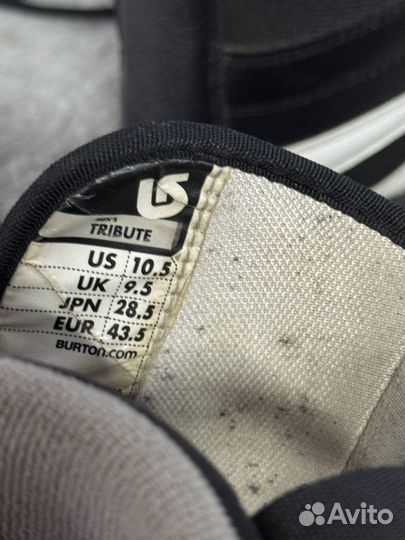 MEN'S
TRIBUTE
US 10.5
UK 9.5
JPN 28.5
EUR 43.5
BURTON.COM
Avito